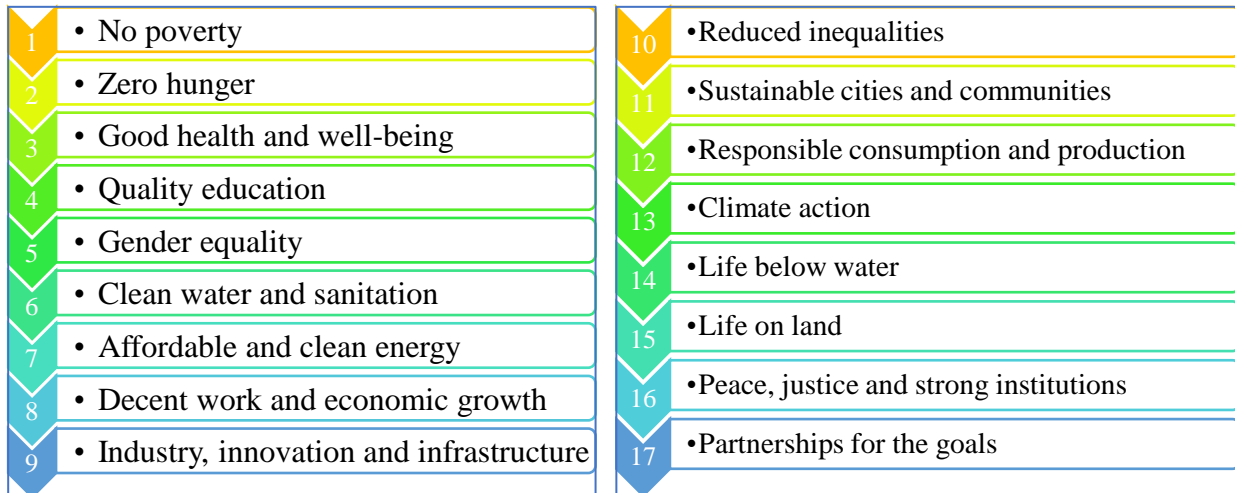 1 • No poverty
2 • Zero hunger
3 • Good health and well-being
4 • Quality education
5 • Gender equality
6 • Clean water and sanitation
7 • Affordable and clean energy
8 • Decent work and economic growth
9 • Industry, innovation and infrastructure
10 •Reduced inequalities
11 •Sustainable cities and communities
12 •Responsible consumption and production
13 •Climate action
14 •Life below water
15 •Life on land
16 •Peace, justice and strong institutions
17 •Partnerships for the goals